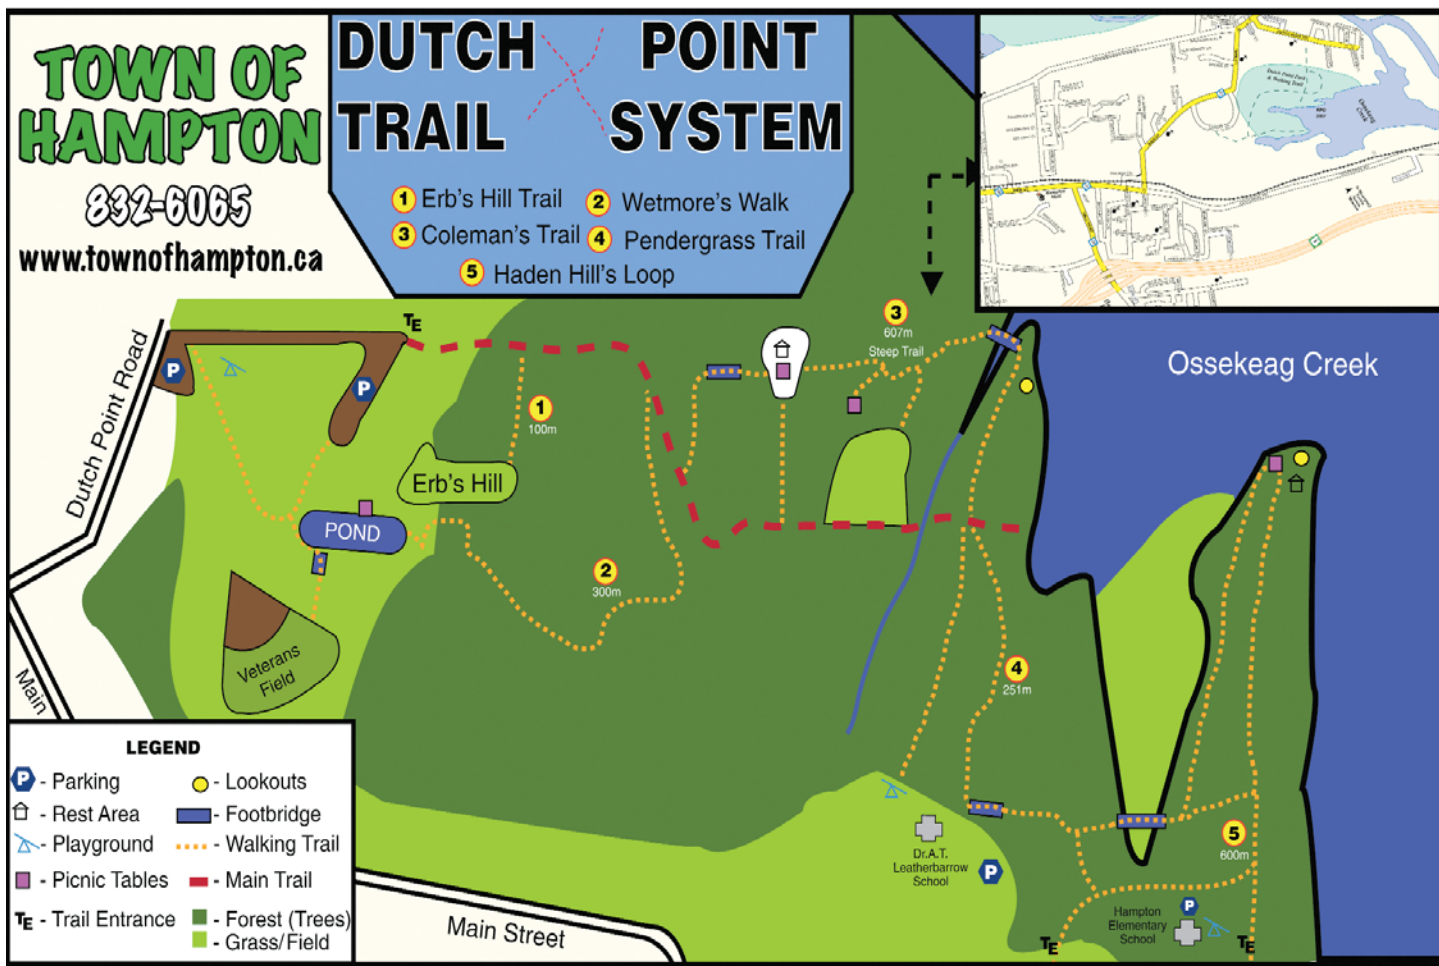 TOWN OF
HAMPTON
832-6065
www.townofhampton.ca
DUTCH POINT
TRAIL SYSTEM
1 Erb's Hill Trail 2 Wetmore's Walk
3 Coleman's Trail 4 Pendergrass Trail
5 Haden Hill's Loop
Ossekeag
Creek
Dutch Point Road
TE
P
P
3
607m
Steep Trail
Ossekeag Creek
1
100m
Erb's Hill
POND
2
300m
Veterans
Field
Main
4
251m
5
600m
Dr.A.T.
Leatherbarrow
School
P
Hampton
Elementary
School
P
TE
TE
Main Street
LEGEND
P - Parking
- Lookouts
- Rest Area
- Footbridge
- Playground
- Walking Trail
- Picnic Tables
- Main Trail
TE - Trail Entrance
- Forest (Trees)
- Grass/Field